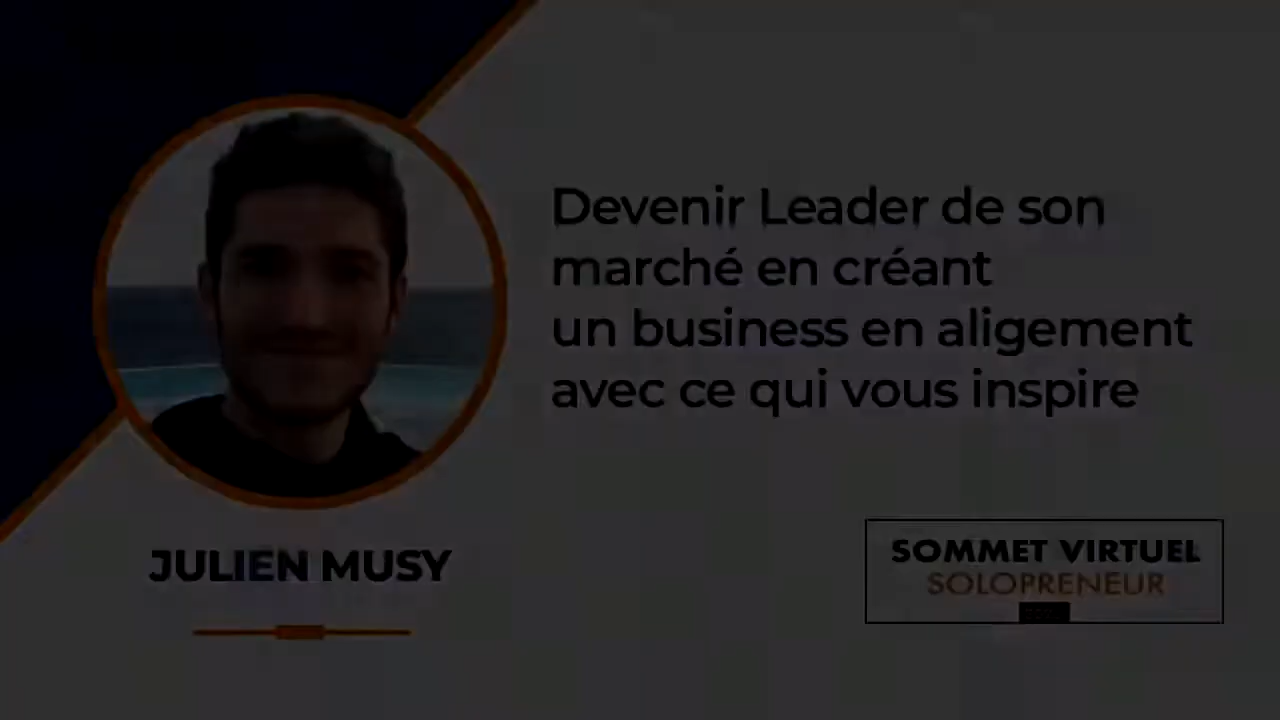 Devenir Leader de son
marché en créant
un business en aligement
avec ce qui vous inspire
JULIEN MUSY
SOMMET VIRTUEL
SOLOPRENEUR